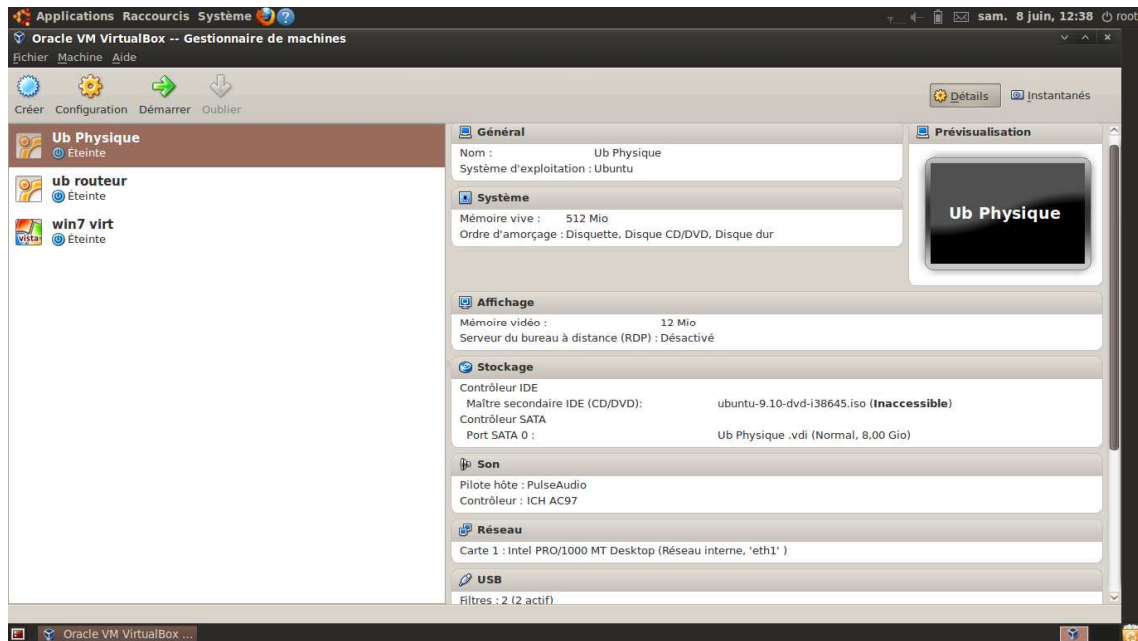 Applications Raccourcis Système sam. 8 juin, 12:38 root
Oracle VM VirtualBox -- Gestionnaire de machines
Fichier Machine Aide
Créer Configuration Démarrer Oublier Détails Instantanés
Ub Physique
Éteinte
ub routeur
Éteinte
vista
win7 virt
Éteinte
Général
Nom : Ub Physique
Système d'exploitation : Ubuntu
Système
Mémoire vive : 512 Mio
Ordre d'amorçage : Disquette, Disque CD/DVD, Disque dur
Prévisualisation
Ub Physique
Affichage
Mémoire vidéo : 12 Mio
Serveur du bureau à distance (RDP) : Désactivé
Stockage
Contrôleur IDE
Maître secondaire IDE (CD/DVD): ubuntu-9.10-dvd-i38645.iso (Inaccessible)
Contrôleur SATA
Port SATA 0 : Ub Physique .vdi (Normal, 8,00 Gio)
Son
Pilote hôte : PulseAudio
Contrôleur : ICH AC97
Réseau
Carte 1 : Intel PRO/1000 MT Desktop (Réseau interne, 'eth1' )
USB
Filtres : 2 (2 actif)
Oracle VM VirtualBox ...